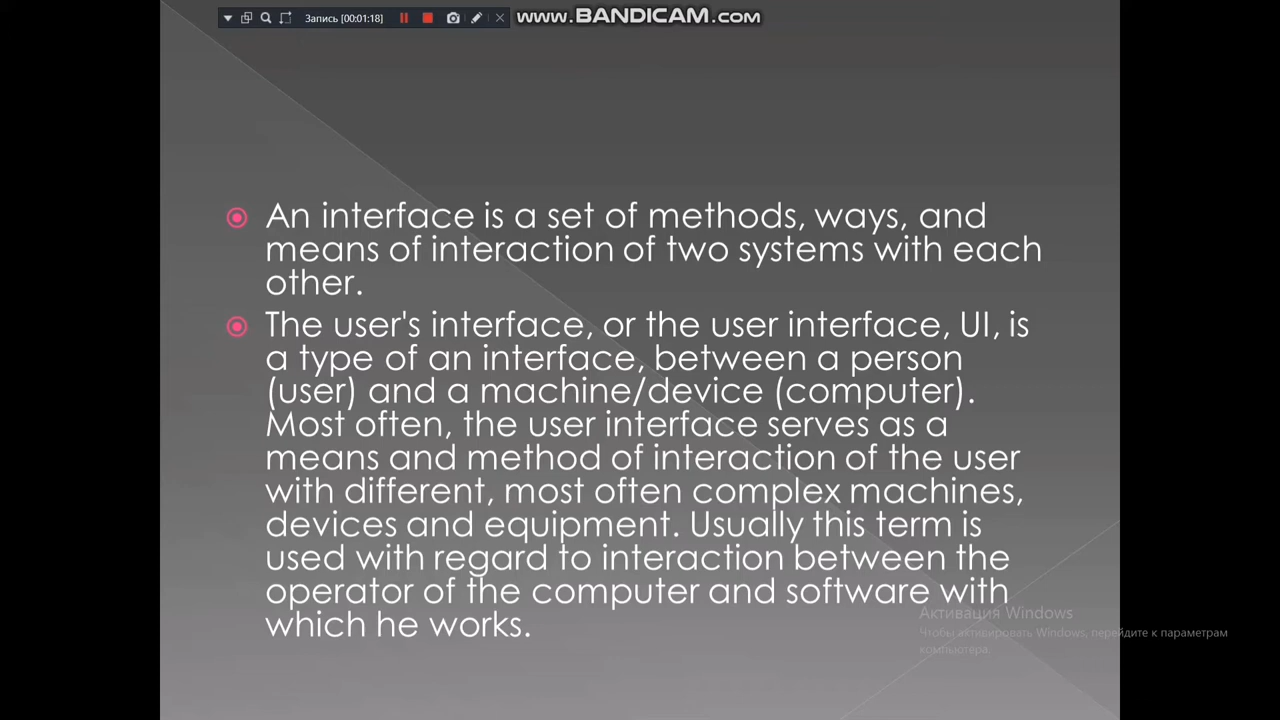 Запись [00:01:18]
www.BANDICAM.com
An interface is a set of methods, ways, and
means of interaction of two systems with each
other.
The user's interface, or the user interface, UI, is
a type of an interface, between a person
(user) and a machine/device (computer).
Most often, the user interface serves as a
means and method of interaction of the user
with different, most often complex machines,
devices and equipment. Usually this term is
used with regard to interaction between the
operator of the computer and software with
which he works.
Активация Windows
Чтобы активировать Windows, перейдите к параметрам
компьютера.